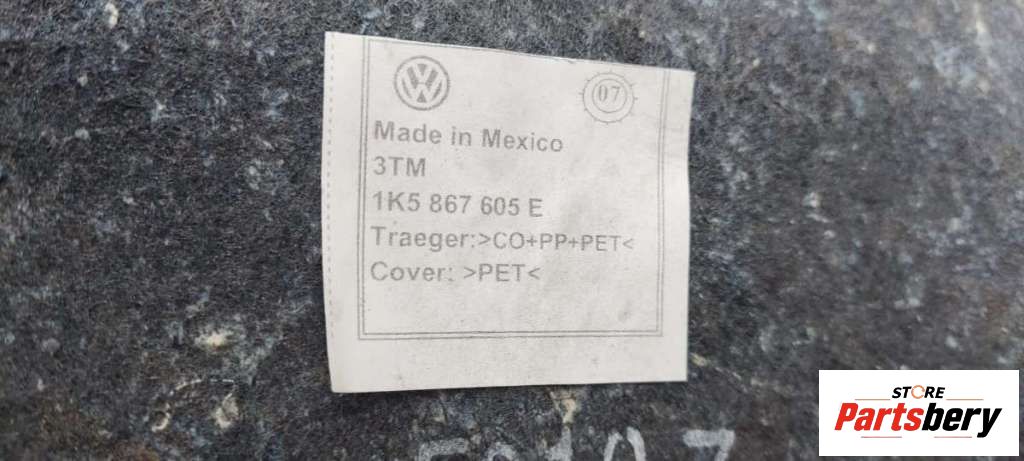 07
Made in Mexico
3TM
1K5 867 605 E
Traeger:>CO+PP+PET<
Cover: >PET<
STORE
Partsbery